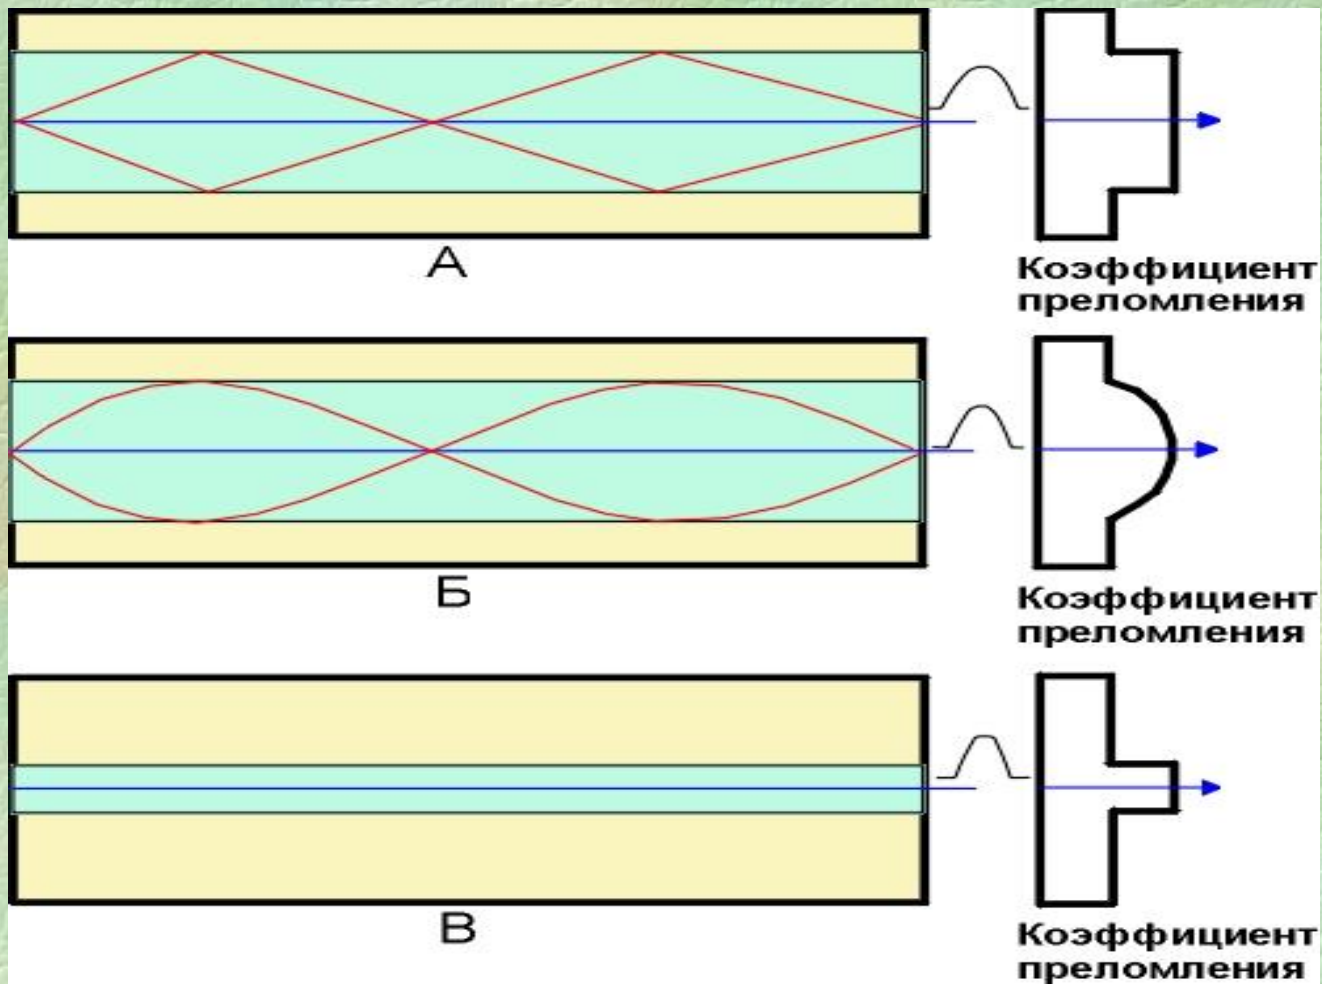 А
Коэффициент
преломления
Б
Коэффициент
преломления
В
Коэффициент
преломления